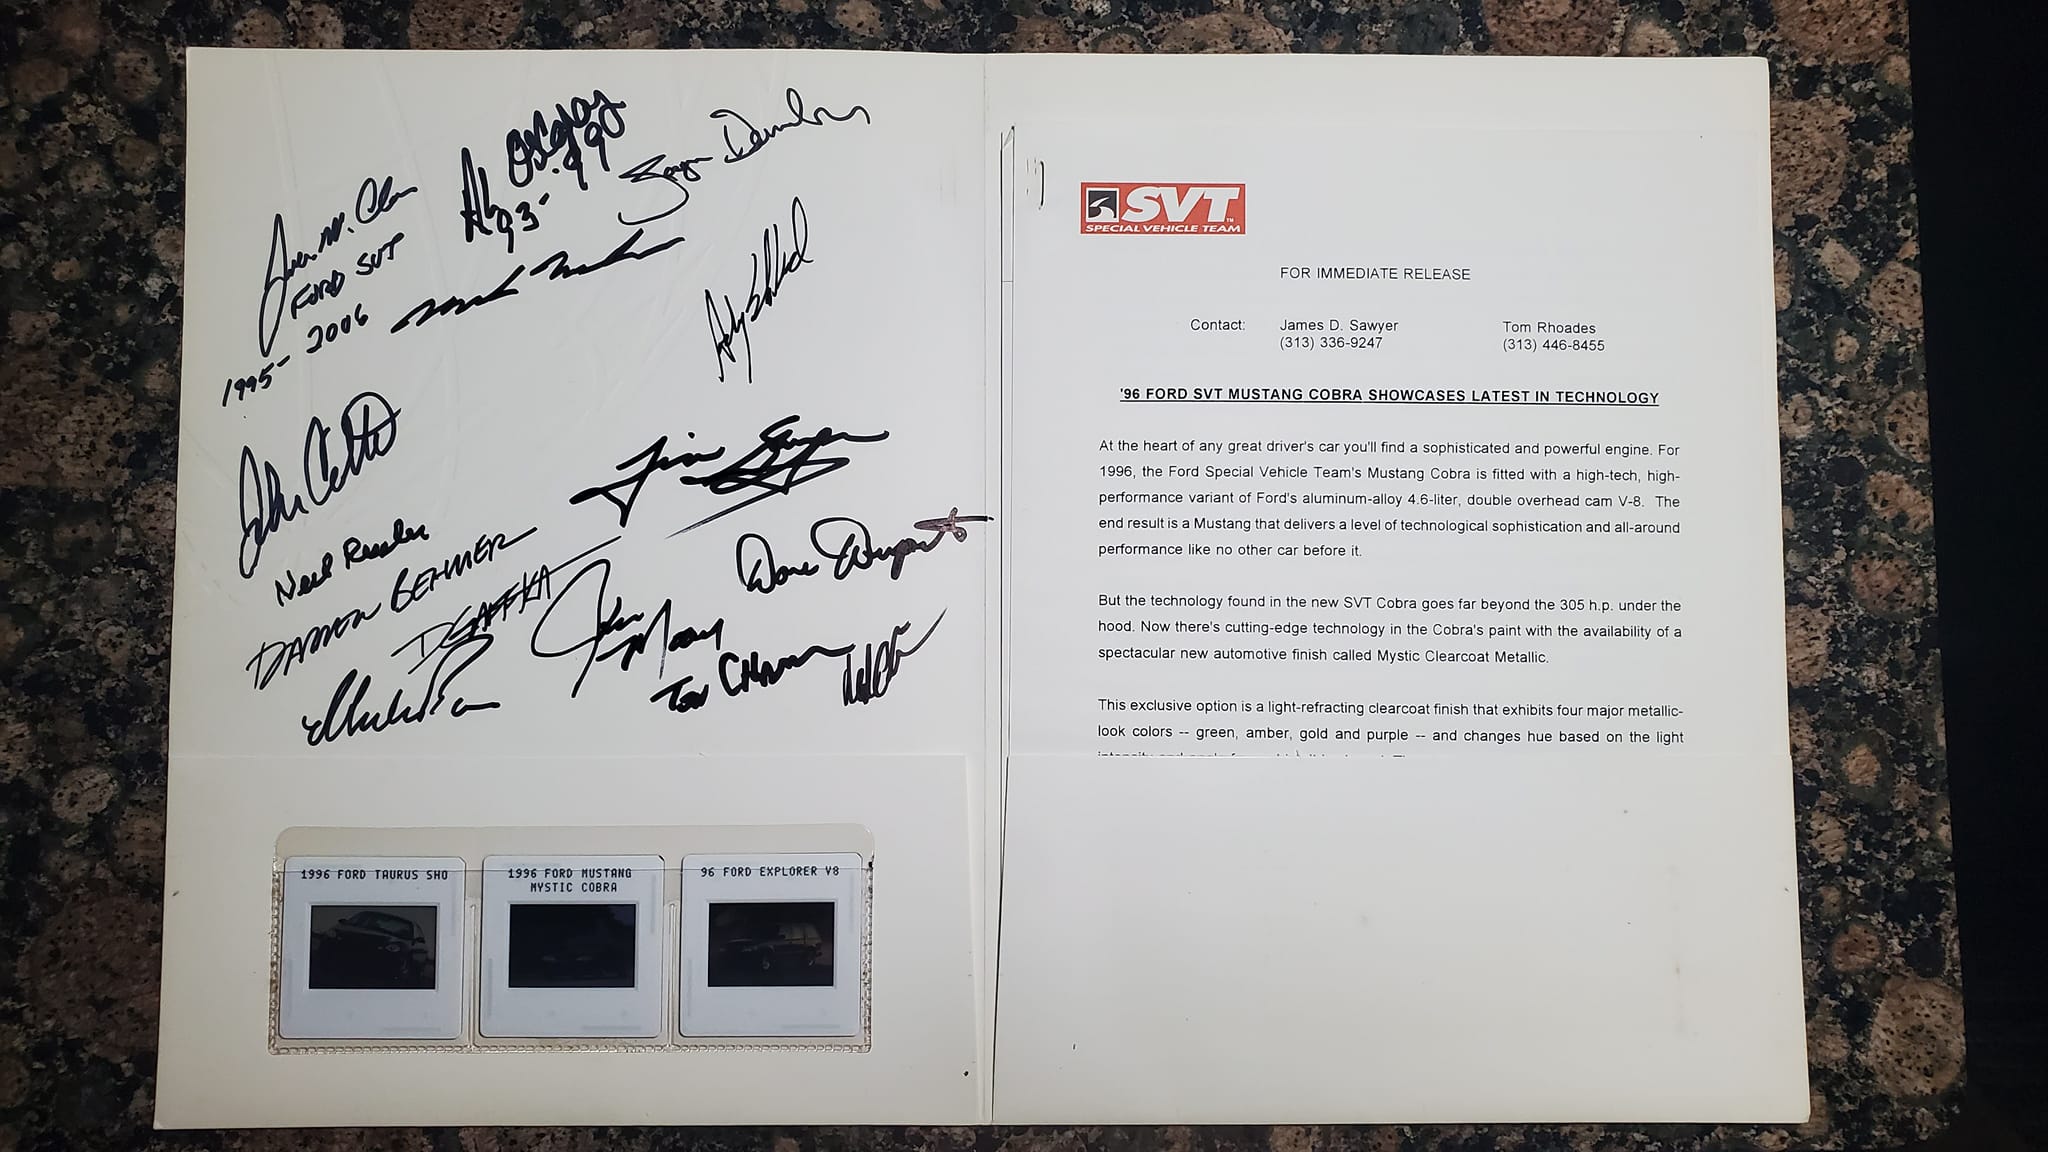 FORD SVT
1995-2006
93-99
John Coletti
Neil Ressler
DARREN BEHMER
DGAFFKA
John Moony
Tom CHAPMAN
1996 FORD TAURUS SHO
1996 FORD MUSTANG
MYSTIC COBRA
96 FORD EXPLORER V8
SVT™
SPECIAL VEHICLE TEAM
FOR IMMEDIATE RELEASE
Contact: James D. Sawyer Tom Rhoades
(313) 336-9247 (313) 446-8455
'96 FORD SVT MUSTANG COBRA SHOWCASES LATEST IN TECHNOLOGY
At the heart of any great driver's car you'll find a sophisticated and powerful engine. For
1996, the Ford Special Vehicle Team's Mustang Cobra is fitted with a high-tech, high-
performance variant of Ford's aluminum-alloy 4.6-liter, double overhead cam V-8. The
end result is a Mustang that delivers a level of technological sophistication and all-around
performance like no other car before it.
But the technology found in the new SVT Cobra goes far beyond the 305 h.p. under the
hood. Now there's cutting-edge technology in the Cobra's paint with the availability of a
spectacular new automotive finish called Mystic Clearcoat Metallic.
This exclusive option is a light-refracting clearcoat finish that exhibits four major metallic-
look colors -- green, amber, gold and purple -- and changes hue based on the light